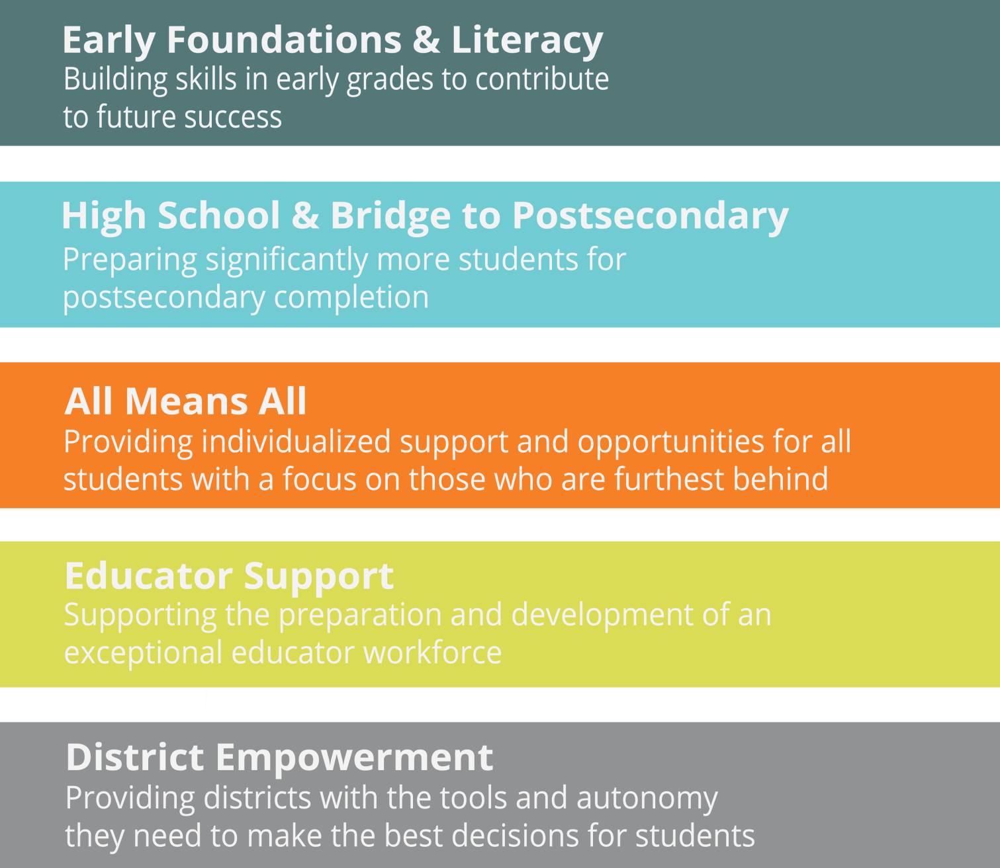 Early Foundations & Literacy
Building skills in early grades to contribute
to future success
High School & Bridge to Postsecondary
Preparing significantly more students for
postsecondary completion
All Means All
Providing individualized support and opportunities for all
students with a focus on those who are furthest behind
Educator Support
Supporting the preparation and development of an
exceptional educator workforce
District Empowerment
Providing districts with the tools and autonomy
they need to make the best decisions for students